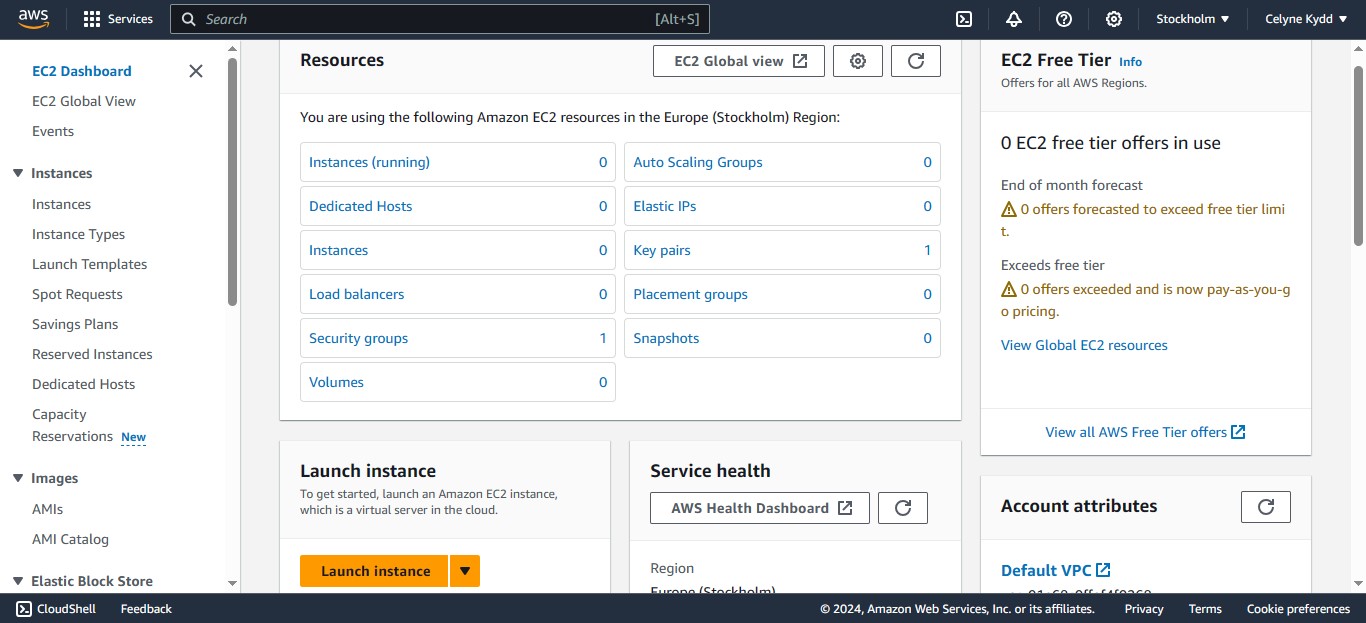 aws
Services
Search
[Alt+S]
Stockholm
Celyne Kydd
EC2 Dashboard
EC2 Global View
Events
Instances
Instances
Instance Types
Launch Templates
Spot Requests
Savings Plans
Reserved Instances
Dedicated Hosts
Capacity
Reservations New
Images
AMIs
AMI Catalog
Elastic Block Store
Resources
EC2 Global view
You are using the following Amazon EC2 resources in the Europe (Stockholm) Region:
Instances (running) 0
Auto Scaling Groups 0
Dedicated Hosts 0
Elastic IPs 0
Instances 0
Key pairs 1
Load balancers 0
Placement groups 0
Security groups 1
Snapshots 0
Volumes 0
Launch instance
To get started, launch an Amazon EC2 instance,
which is a virtual server in the cloud.
Launch instance
Service health
AWS Health Dashboard
Region
Europe (Stockholm)
EC2 Free Tier Info
Offers for all AWS Regions.
0 EC2 free tier offers in use
End of month forecast
0 offers forecasted to exceed free tier limi
t.
Exceeds free tier
0 offers exceeded and is now pay-as-you-g
o pricing.
View Global EC2 resources
View all AWS Free Tier offers
Account attributes
Default VPC
CloudShell
Feedback
© 2024, Amazon Web Services, Inc. or its affiliates.
Privacy
Terms
Cookie preferences